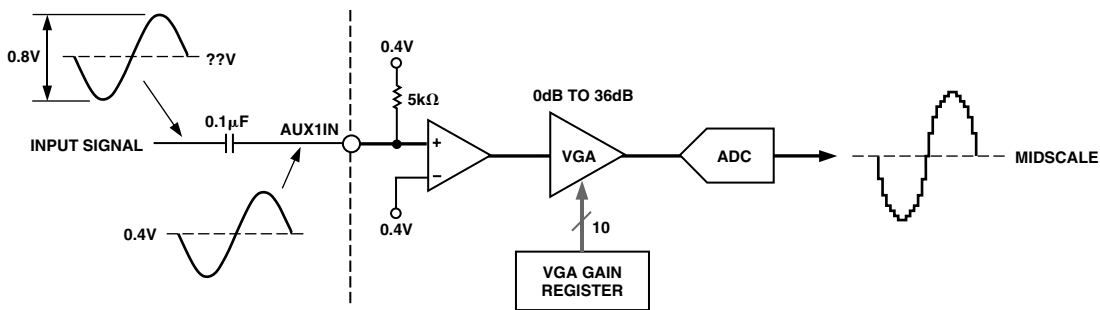 0.8V
??V
INPUT SIGNAL
0.1μF
AUX1IN
0.4V
0.4V
5kΩ
+
–
0.4V
0dB TO 36dB
VGA
10
VGA GAIN
REGISTER
ADC
MIDSCALE